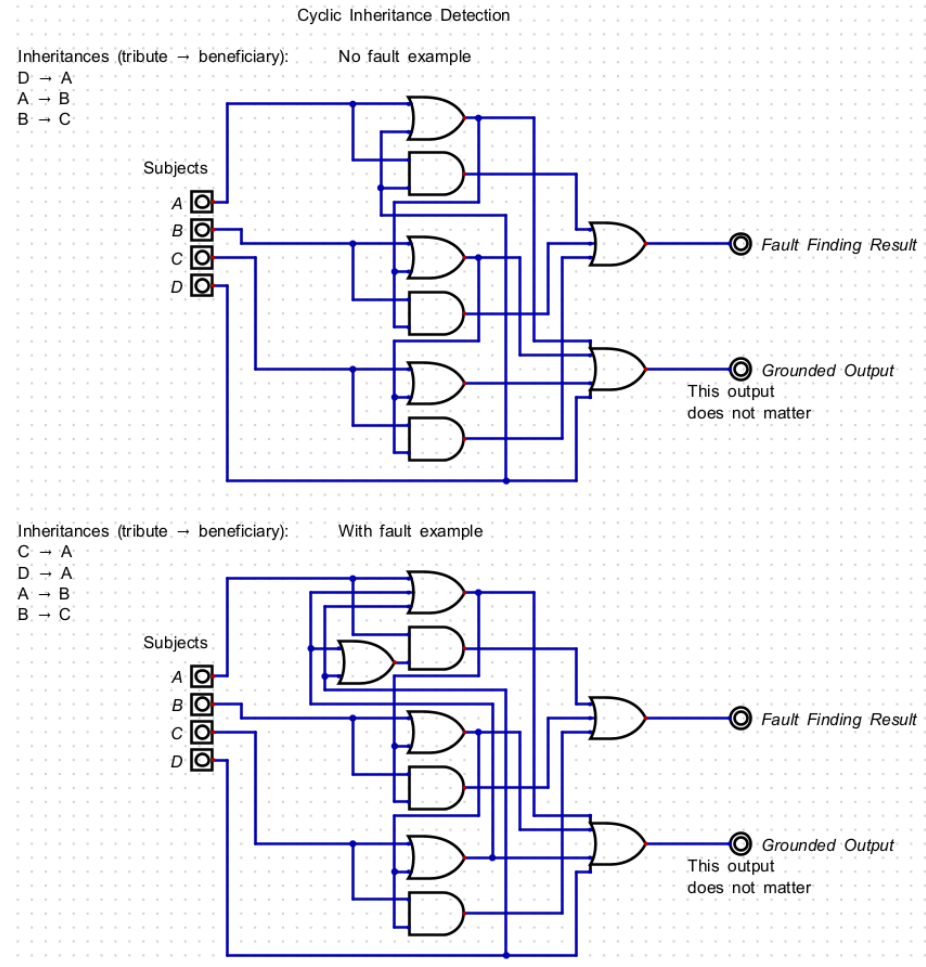 Cyclic Inheritance Detection
Inheritances (tribute → beneficiary):
No fault example
D → A
A → B
B → C
Subjects
A
B
C
D
Fault Finding Result
Grounded Output
This output
does not matter
Inheritances (tribute → beneficiary):
With fault example
C → A
D → A
A → B
B → C
Subjects
A
B
C
D
Fault Finding Result
Grounded Output
This output
does not matter